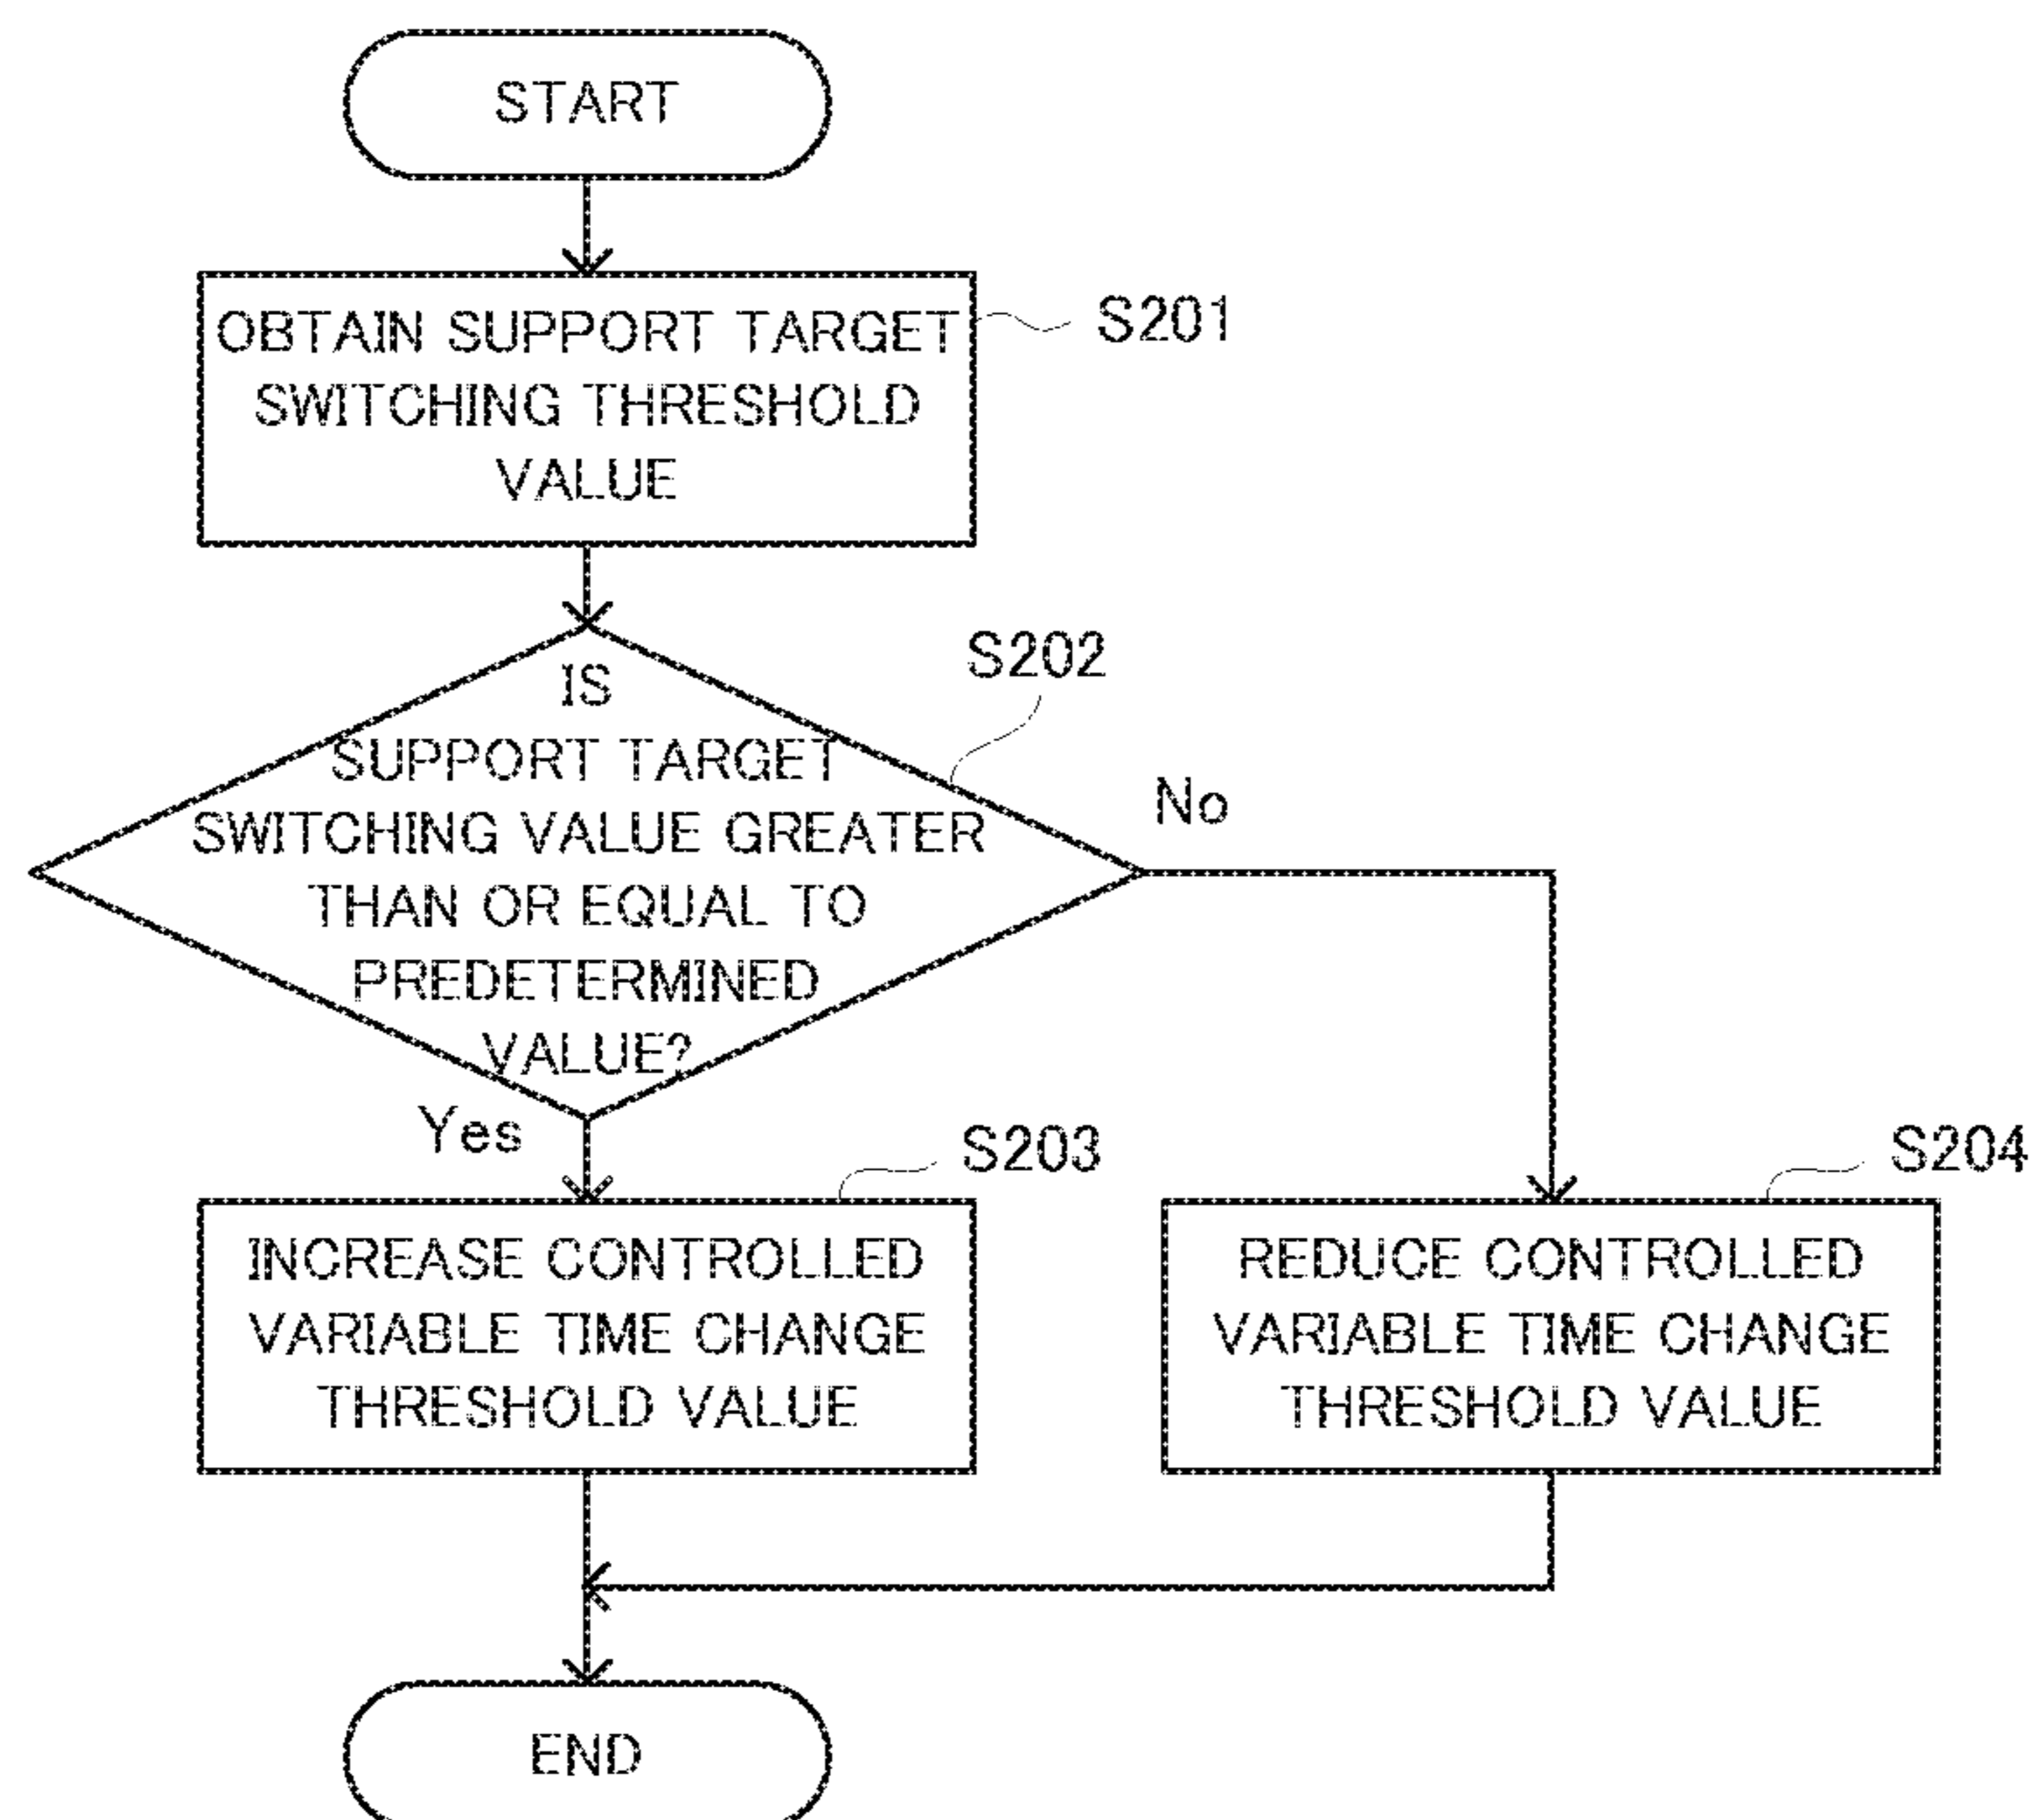 START
OBTAIN SUPPORT TARGET
SWITCHING THRESHOLD
VALUE
S201
IS
SUPPORT TARGET
SWITCHING VALUE GREATER
THAN OR EQUAL TO
PREDETERMINED
VALUE?
S202
No
Yes
INCREASE CONTROLLED
VARIABLE TIME CHANGE
THRESHOLD VALUE
S203
REDUCE CONTROLLED
VARIABLE TIME CHANGE
THRESHOLD VALUE
S204
END